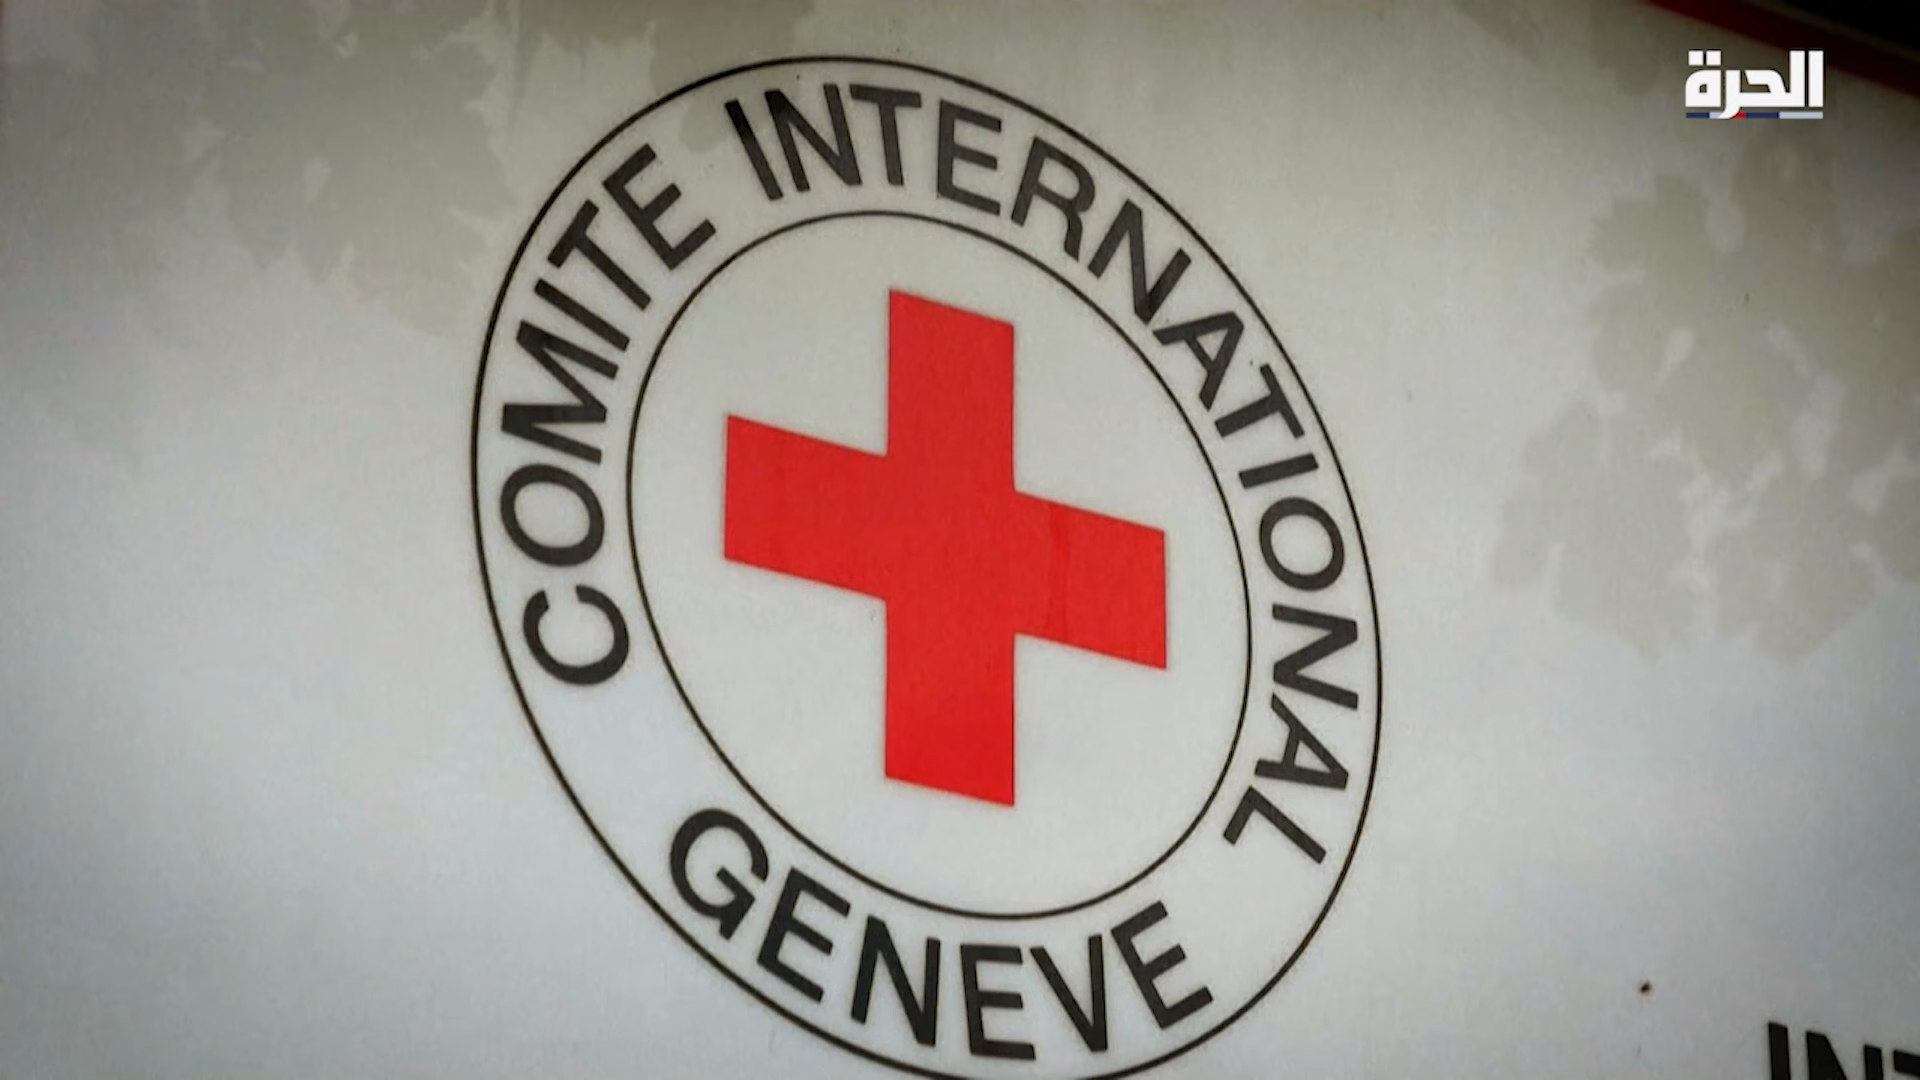 الحرة
COMITE INTERNATIONAL
GENEVE